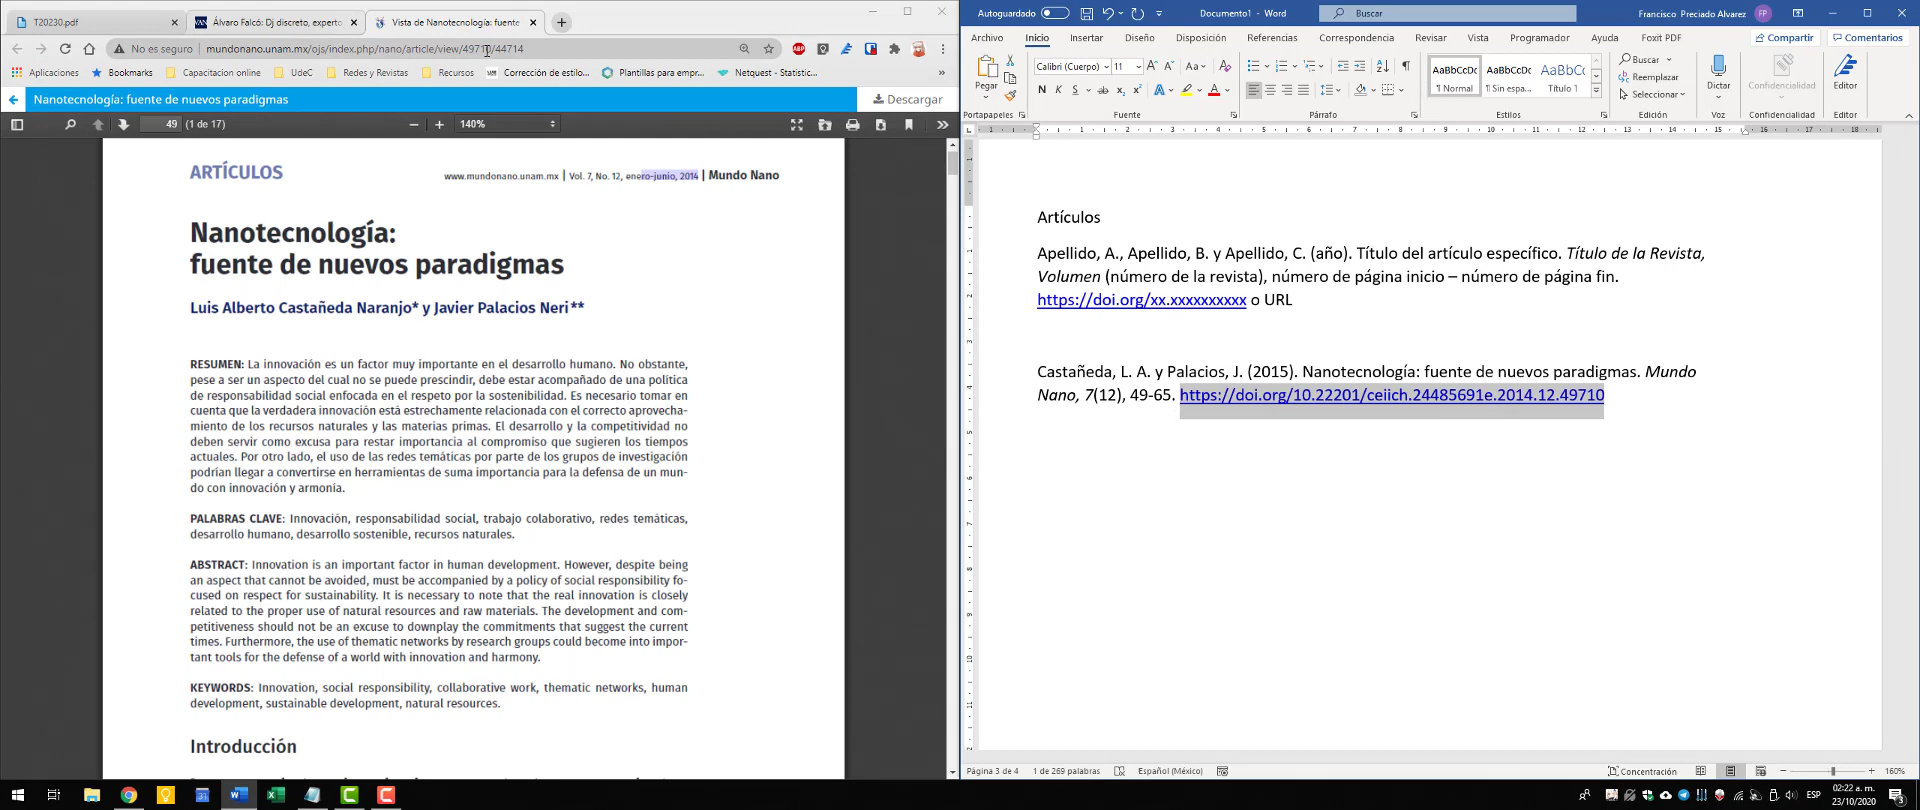 T20230.pdf
Álvaro Falcó: Dj discreto, experto
Vista de Nanotecnología: fuente
No es seguro
mundonano.unam.mx/ojs/index.php/nano/article/view/49710/44714
ABP
Aplicaciones
Bookmarks
Capacitacion online
UdeC
Redes y Revistas
Recursos
Corrección de estilo...
Plantillas para empr...
Netquest - Statistic...
Nanotecnología: fuente de nuevos paradigmas
Descargar
49 (1 de 17)
140%
ARTÍCULOS
www.mundonano.unam.mx | Vol. 7, No. 12, enero-junio, 2014 | Mundo Nano
Nanotecnología:
fuente de nuevos paradigmas
Luis Alberto Castañeda Naranjo* y Javier Palacios Neri**
RESUMEN: La innovación es un factor muy importante en el desarrollo humano. No obstante,
pese a ser un aspecto del cual no se puede prescindir, debe estar acompañado de una política
de responsabilidad social enfocada en el respeto por la sostenibilidad. Es necesario tomar en
cuenta que la verdadera innovación está estrechamente relacionada con el correcto aprovecha-
miento de los recursos naturales y las materias primas. El desarrollo y la competitividad no
deben servir como excusa para restar importancia al compromiso que sugieren los tiempos
actuales. Por otro lado, el uso de las redes temáticas por parte de los grupos de investigación
podrían llegar a convertirse en herramientas de suma importancia para la defensa de un mun-
do con innovación y armonía.
PALABRAS CLAVE: Innovación, responsabilidad social, trabajo colaborativo, redes temáticas,
desarrollo humano, desarrollo sostenible, recursos naturales.
ABSTRACT: Innovation is an important factor in human development. However, despite being
an aspect that cannot be avoided, must be accompanied by a policy of social responsibility fo-
cused on respect for sustainability. It is necessary to note that the real innovation is closely
related to the proper use of natural resources and raw materials. The development and com-
petitiveness should not be an excuse to downplay the commitments that suggest the current
times. Furthermore, the use of thematic networks by research groups could become into impor-
tant tools for the defense of a world with innovation and harmony.
KEYWORDS: Innovation, social responsibility, collaborative work, thematic networks, human
development, sustainable development, natural resources.
Introducción
Autoguardado
Documento1 - Word
Buscar
Francisco Preciado Alvarez
FP
Archivo
Inicio
Insertar
Diseño
Disposición
Referencias
Correspondencia
Revisar
Vista
Programador
Ayuda
Foxit PDF
Compartir
Comentarios
Pegar
Calibri (Cuerpo)
11
N K S ab x₂ x²
AaBbCcDc AaBbCcDc AaBbCc
¶ Normal
¶ Sin espa...
Título 1
Buscar
Reemplazar
Seleccionar
Dictar
Confidencialidad
Editor
Portapapeles
Fuente
Párrafo
Estilos
Edición
Voz
Confidencialidad
Editor
Artículos
Apellido, A., Apellido, B. y Apellido, C. (año). Título del artículo específico. Título de la Revista,
Volumen (número de la revista), número de página inicio – número de página fin.
https://doi.org/xx.xxxxxxxxxx o URL
Castañeda, L. A. y Palacios, J. (2015). Nanotecnología: fuente de nuevos paradigmas. Mundo
Nano, 7(12), 49-65. https://doi.org/10.22201/ceiich.24485691e.2014.12.49710
Página 3 de 4
1 de 269 palabras
Español (México)
Concentración
160%
ESP
02:22 a. m.
23/10/2020